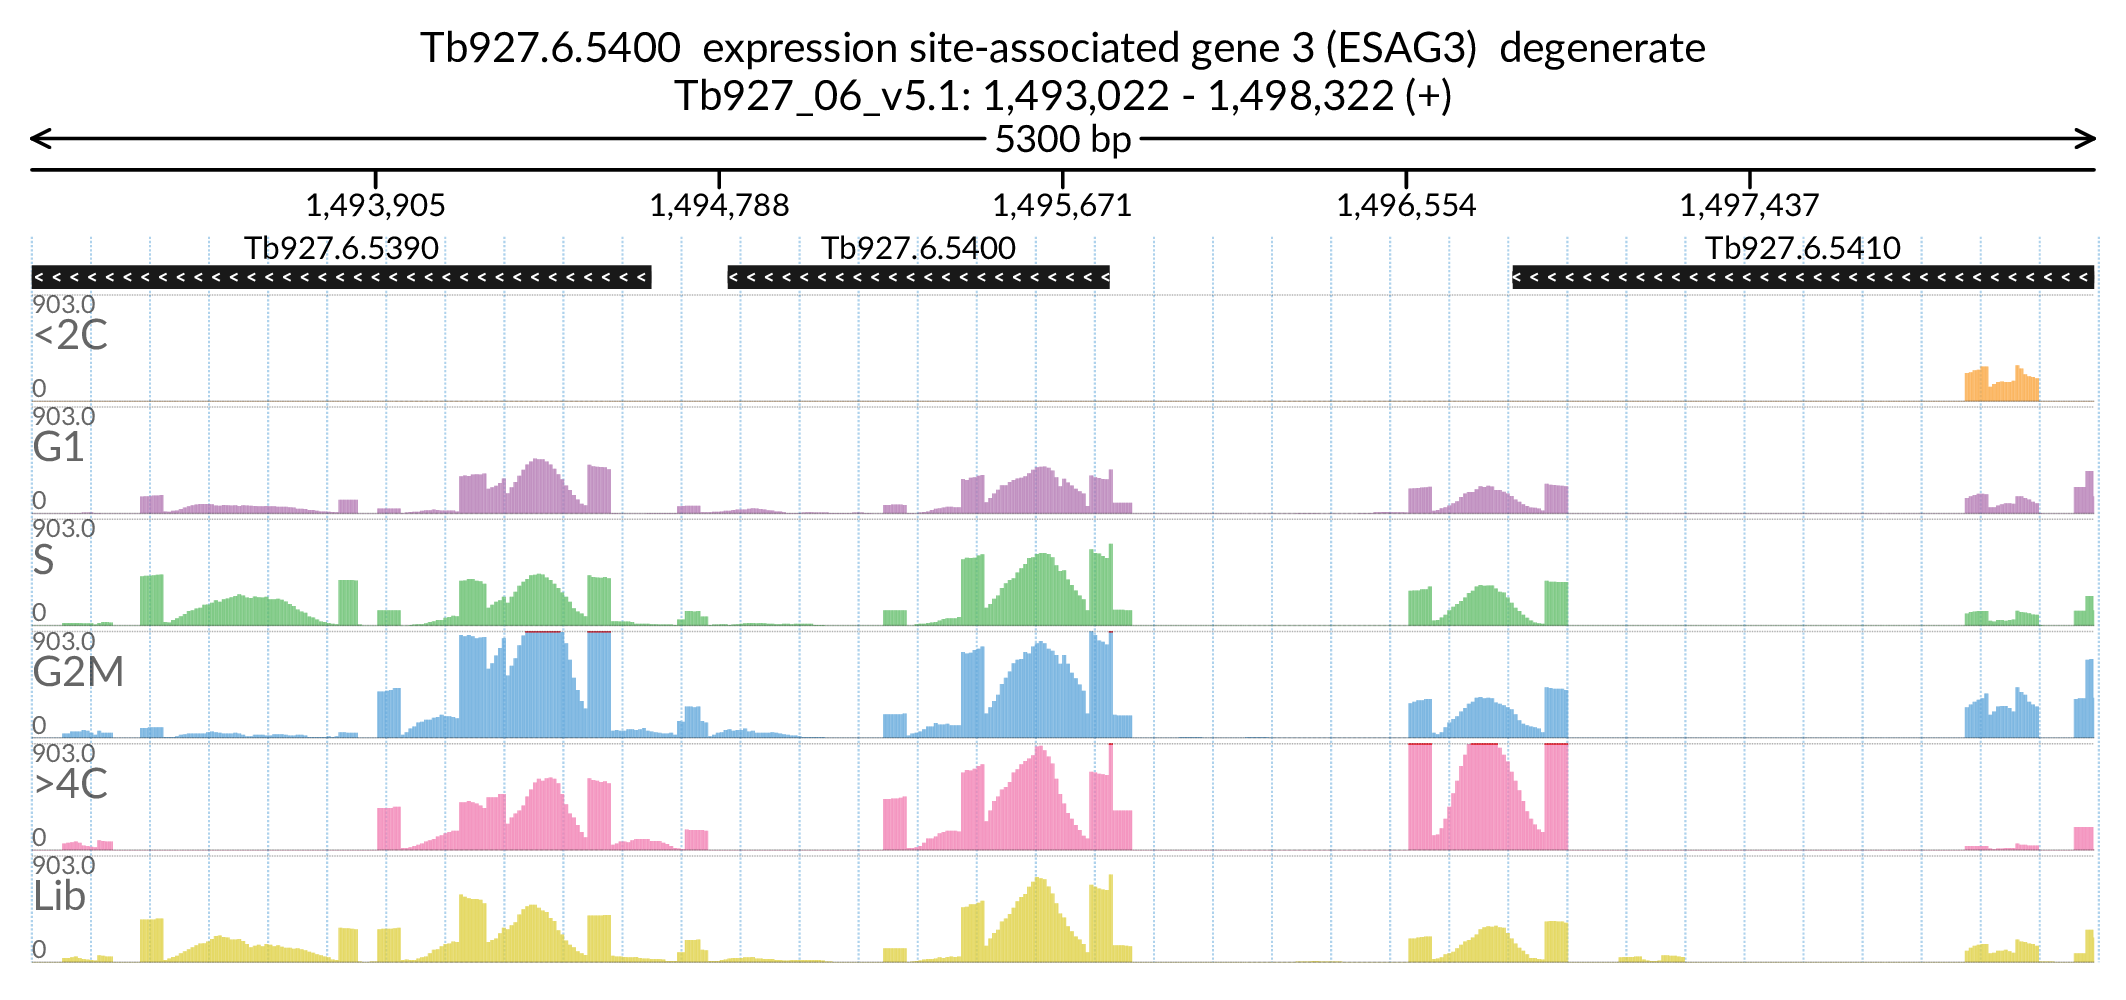 Tb927.6.5400  expression site-associated gene 3 (ESAG3)  degenerate
Tb927_06_v5.1: 1,493,022 - 1,498,322 (+)
5300 bp
1,493,905 1,494,788 1,495,671 1,496,554 1,497,437
Tb927.6.5390 Tb927.6.5400 Tb927.6.5410
903.0
<2C
0
903.0
G1
0
903.0
S
0
903.0
G2M
0
903.0
>4C
0
903.0
Lib
0